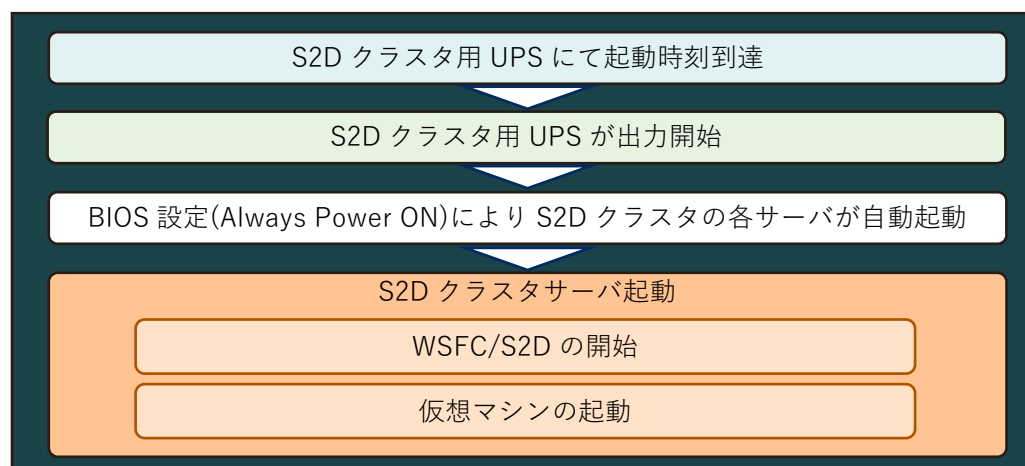 S2D クラスタ用 UPS にて起動時刻到達
S2D クラスタ用 UPS が出力開始
BIOS 設定(Always Power ON)により S2D クラスタの各サーバが自動起動
S2D クラスタサーバ起動
WSFC/S2D の開始
仮想マシンの起動